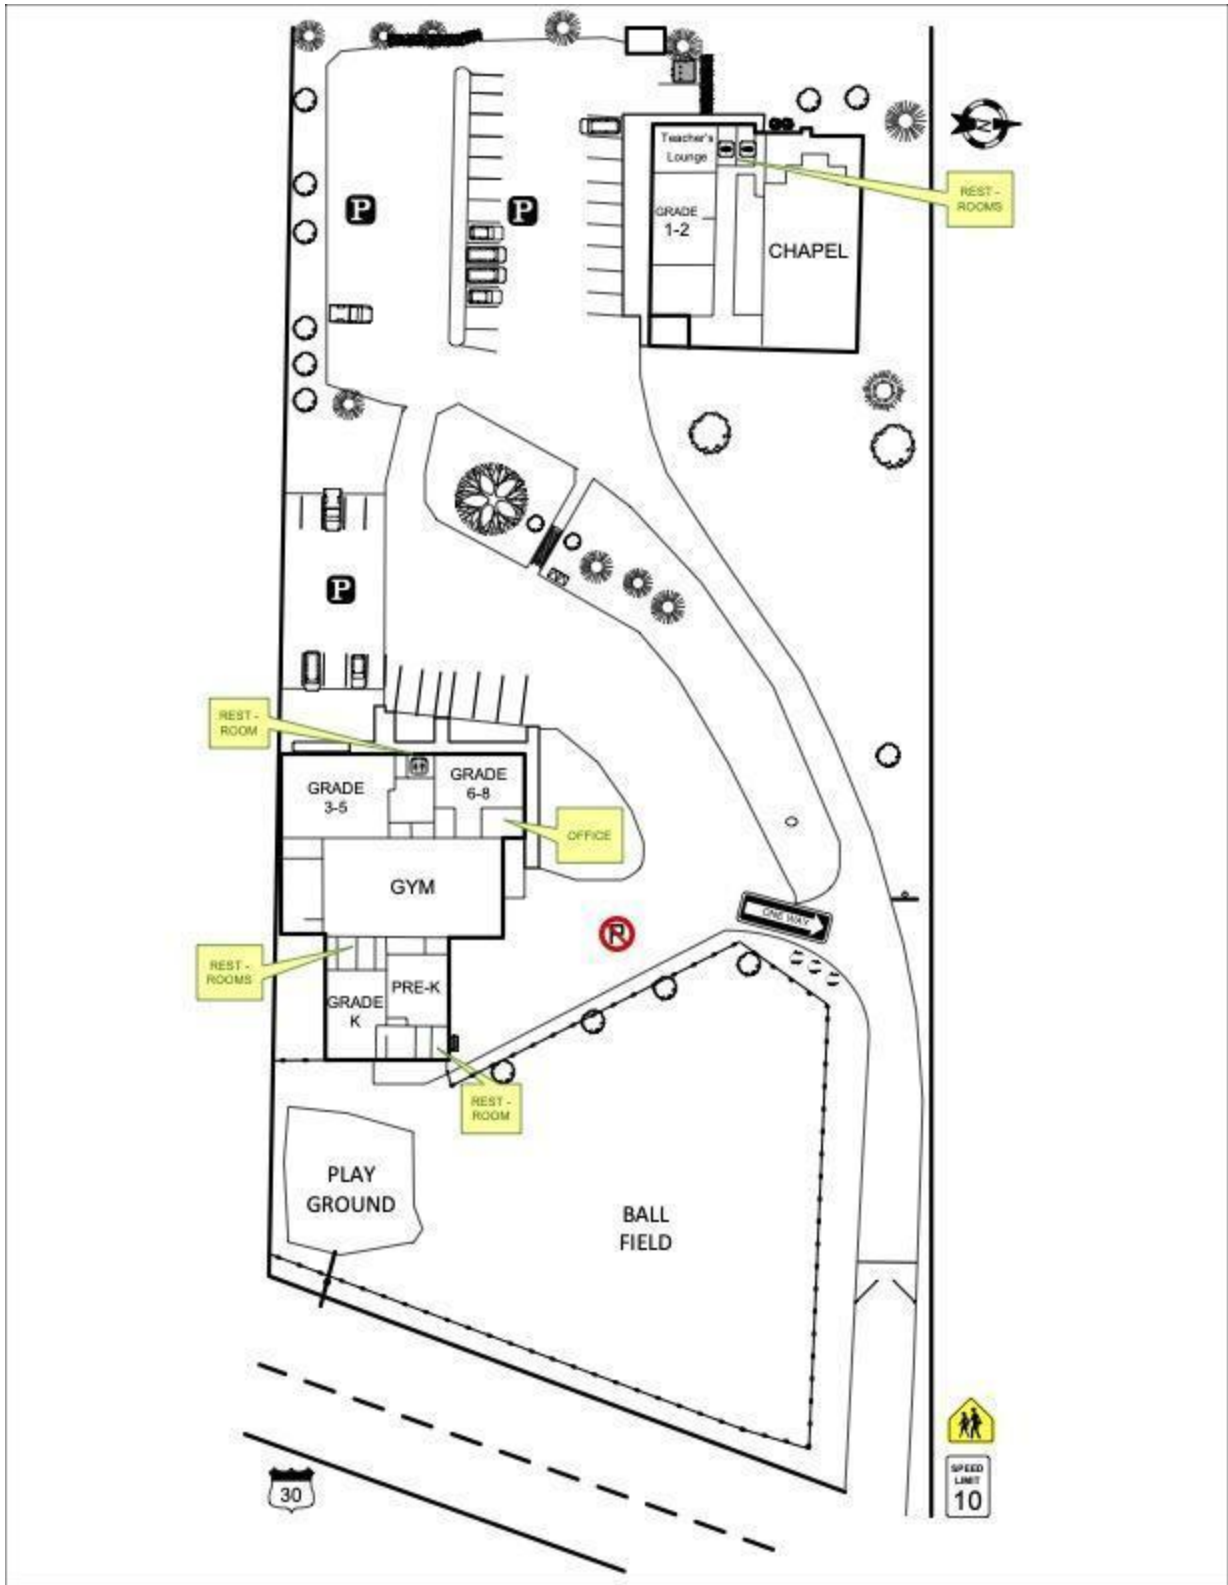 N
Teacher's
Lounge
REST -
ROOMS
P
P
GRADE
1-2
CHAPEL
P
REST -
ROOM
GRADE
3-5
GRADE
6-8
OFFICE
GYM
ONE WAY
P
REST -
ROOMS
PRE-K
GRADE
K
REST -
ROOM
PLAY
GROUND
BALL
FIELD
SPEED
LIMIT
10
30